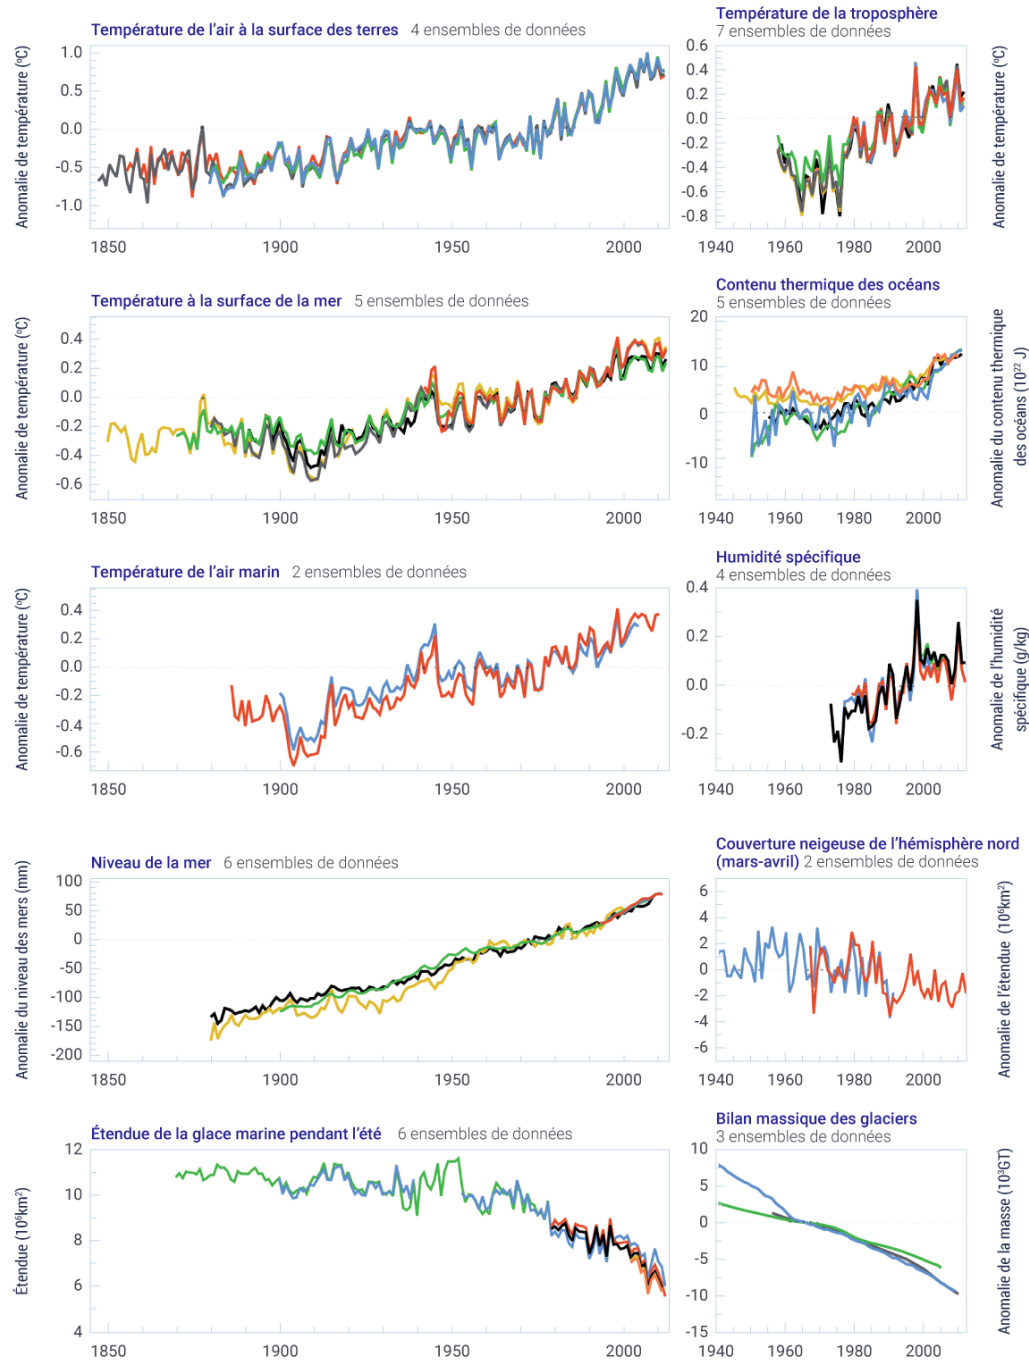 Température de l'air à la surface des terres 4 ensembles de données
Anomalie de température (ºC)
1.0
0.5
0.0
-0.5
-1.0
1850 1900 1950 2000
Température de la troposphère
7 ensembles de données
Anomalie de température (ºC)
0.6
0.4
0.2
0.0
-0.2
-0.4
-0.6
-0.8
1940 1960 1980 2000
Température à la surface de la mer 5 ensembles de données
Anomalie de température (ºC)
0.4
0.2
0.0
-0.2
-0.4
-0.6
1850 1900 1950 2000
Contenu thermique des océans
5 ensembles de données
Anomalie du contenu thermique
des océans (10²² J)
20
10
0
-10
1940 1960 1980 2000
Température de l'air marin 2 ensembles de données
Anomalie de température (ºC)
0.4
0.2
0.0
-0.2
-0.4
-0.6
1850 1900 1950 2000
Humidité spécifique
4 ensembles de données
Anomalie de l'humidité
spécifique (g/kg)
0.4
0.2
0.0
-0.2
1940 1960 1980 2000
Niveau de la mer 6 ensembles de données
Anomalie du niveau des mers (mm)
100
50
0
-50
-100
-150
-200
1850 1900 1950 2000
Couverture neigeuse de l'hémisphère nord
(mars-avril) 2 ensembles de données
Anomalie de l'étendue (10⁶km²)
6
4
2
0
-2
-4
-6
1940 1960 1980 2000
Étendue de la glace marine pendant l'été 6 ensembles de données
Étendue (10⁶km²)
12
10
8
6
4
1850 1900 1950 2000
Bilan massique des glaciers
3 ensembles de données
Anomalie de la masse (10³GT)
10
5
0
-5
-10
-15
1940 1960 1980 2000